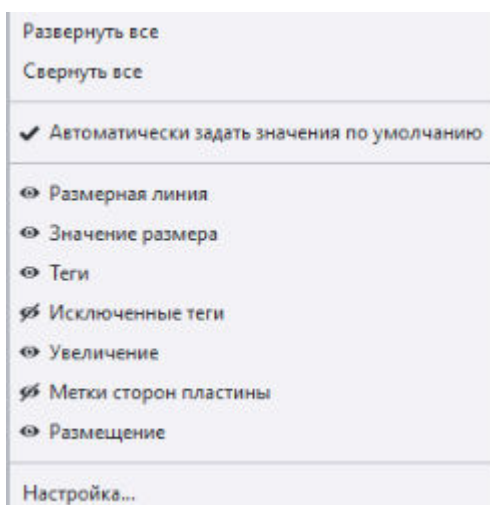 Развернуть все
Свернуть все
Автоматически задать значения по умолчанию
Размерная линия
Значение размера
Теги
Исключенные теги
Увеличение
Метки сторон пластины
Размещение
Настройка...